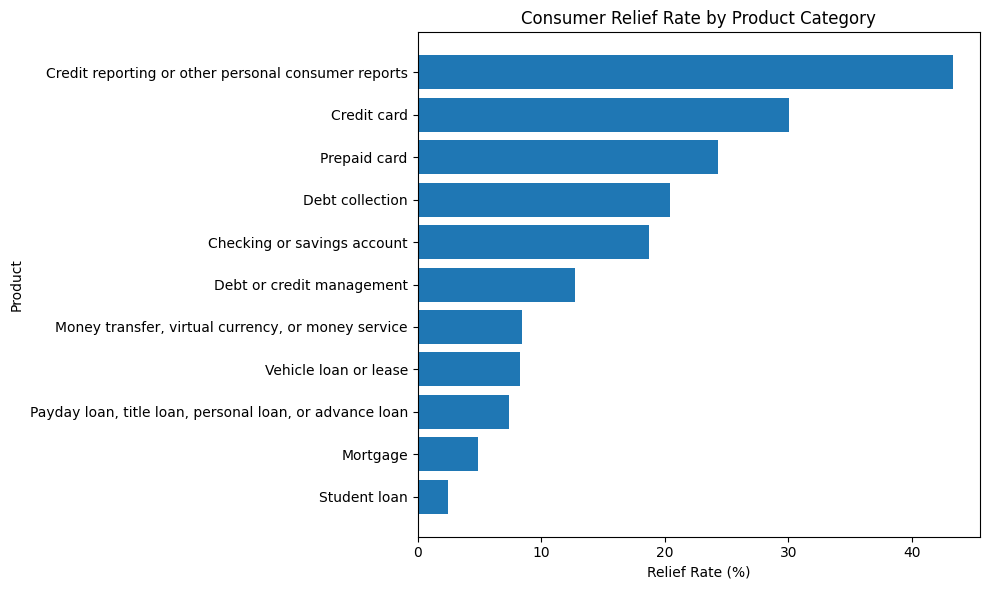 Consumer Relief Rate by Product Category
Product
Credit reporting or other personal consumer reports
Credit card
Prepaid card
Debt collection
Checking or savings account
Debt or credit management
Money transfer, virtual currency, or money service
Vehicle loan or lease
Payday loan, title loan, personal loan, or advance loan
Mortgage
Student loan
0 10 20 30 40
Relief Rate (%)